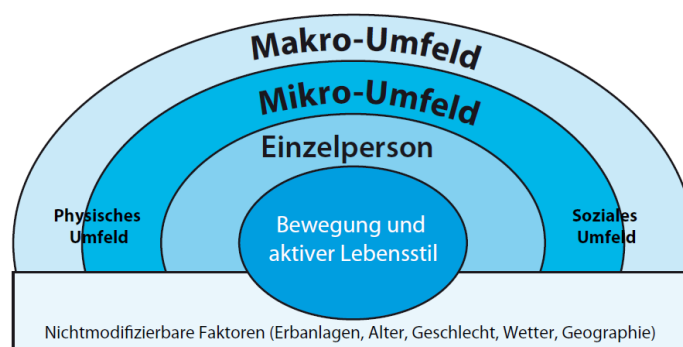 Makro-Umfeld
Mikro-Umfeld
Einzelperson
Physisches
Umfeld
Bewegung und
aktiver Lebensstil
Soziales
Umfeld
Nichtmodifizierbare Faktoren (Erbanlagen, Alter, Geschlecht, Wetter, Geographie)